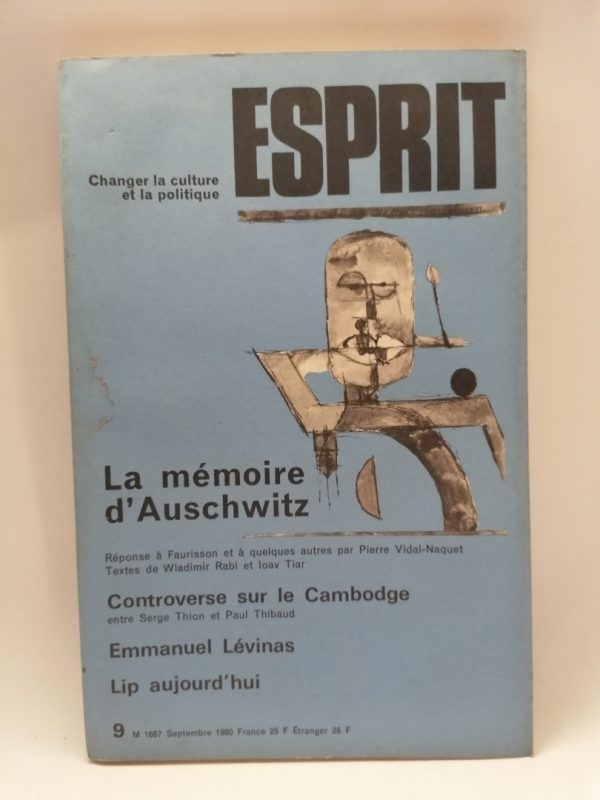 ESPRIT
Changer la culture
et la politique
La mémoire
d'Auschwitz
Réponse à Faurisson et à quelques autres par Pierre Vidal-Naquet
Textes de Wladimir Rabi et Ioav Tiar
Controverse sur le Cambodge
entre Serge Thion et Paul Thibaud
Emmanuel Lévinas
Lip aujourd'hui
9 M 1667 Septembre 1980 France 25 F Étranger 26 F